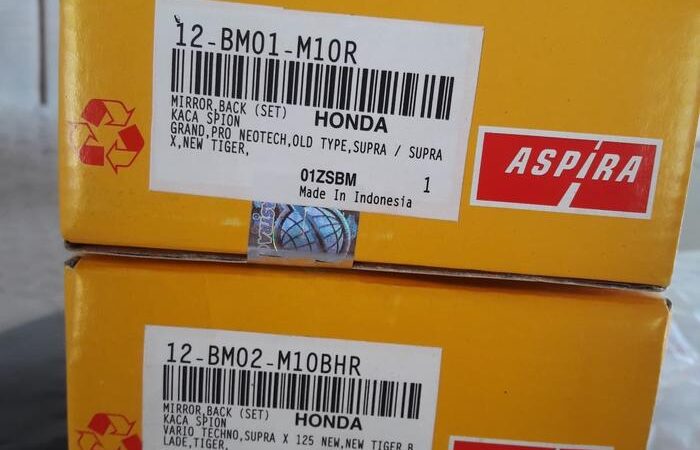 12-BM01-M10R
MIRROR,BACK (SET) HONDA
KACA SPION
GRAND,PRO NEOTECH,OLD TYPE,SUPRA / SUPRA
X,NEW TIGER,
01ZSBM 1
Made In Indonesia
ASPIRA
12-BM02-M10BHR
MIRROR,BACK (SET) HONDA
KACA SPION
VARIO TECHNO,SUPRA X 125 NEW,NEW TIGER B
LADE,TIGER,